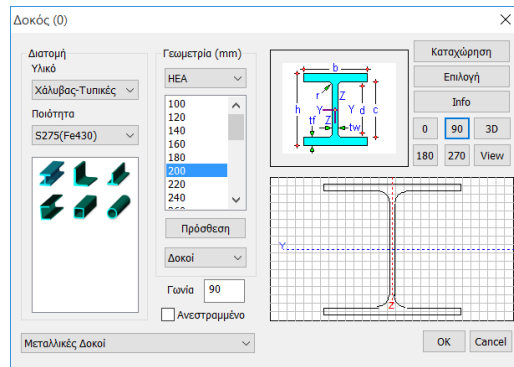 Δοκός (0)
Διατομή
Υλικό
Χάλυβας-Τυπικές
Ποιότητα
S275(Fe430)
Γεωμετρία (mm)
HEA
100
120
140
160
180
200
220
240
Πρόσθεση
Δοκοί
Γωνία 90
Ανεστραμμένο
Μεταλλικές Δοκοί
b
r Z
h Y Y d c
tf Z tw
Καταχώρηση
Επιλογή
Info
0 90 3D
180 270 View
Y
Z
OK Cancel